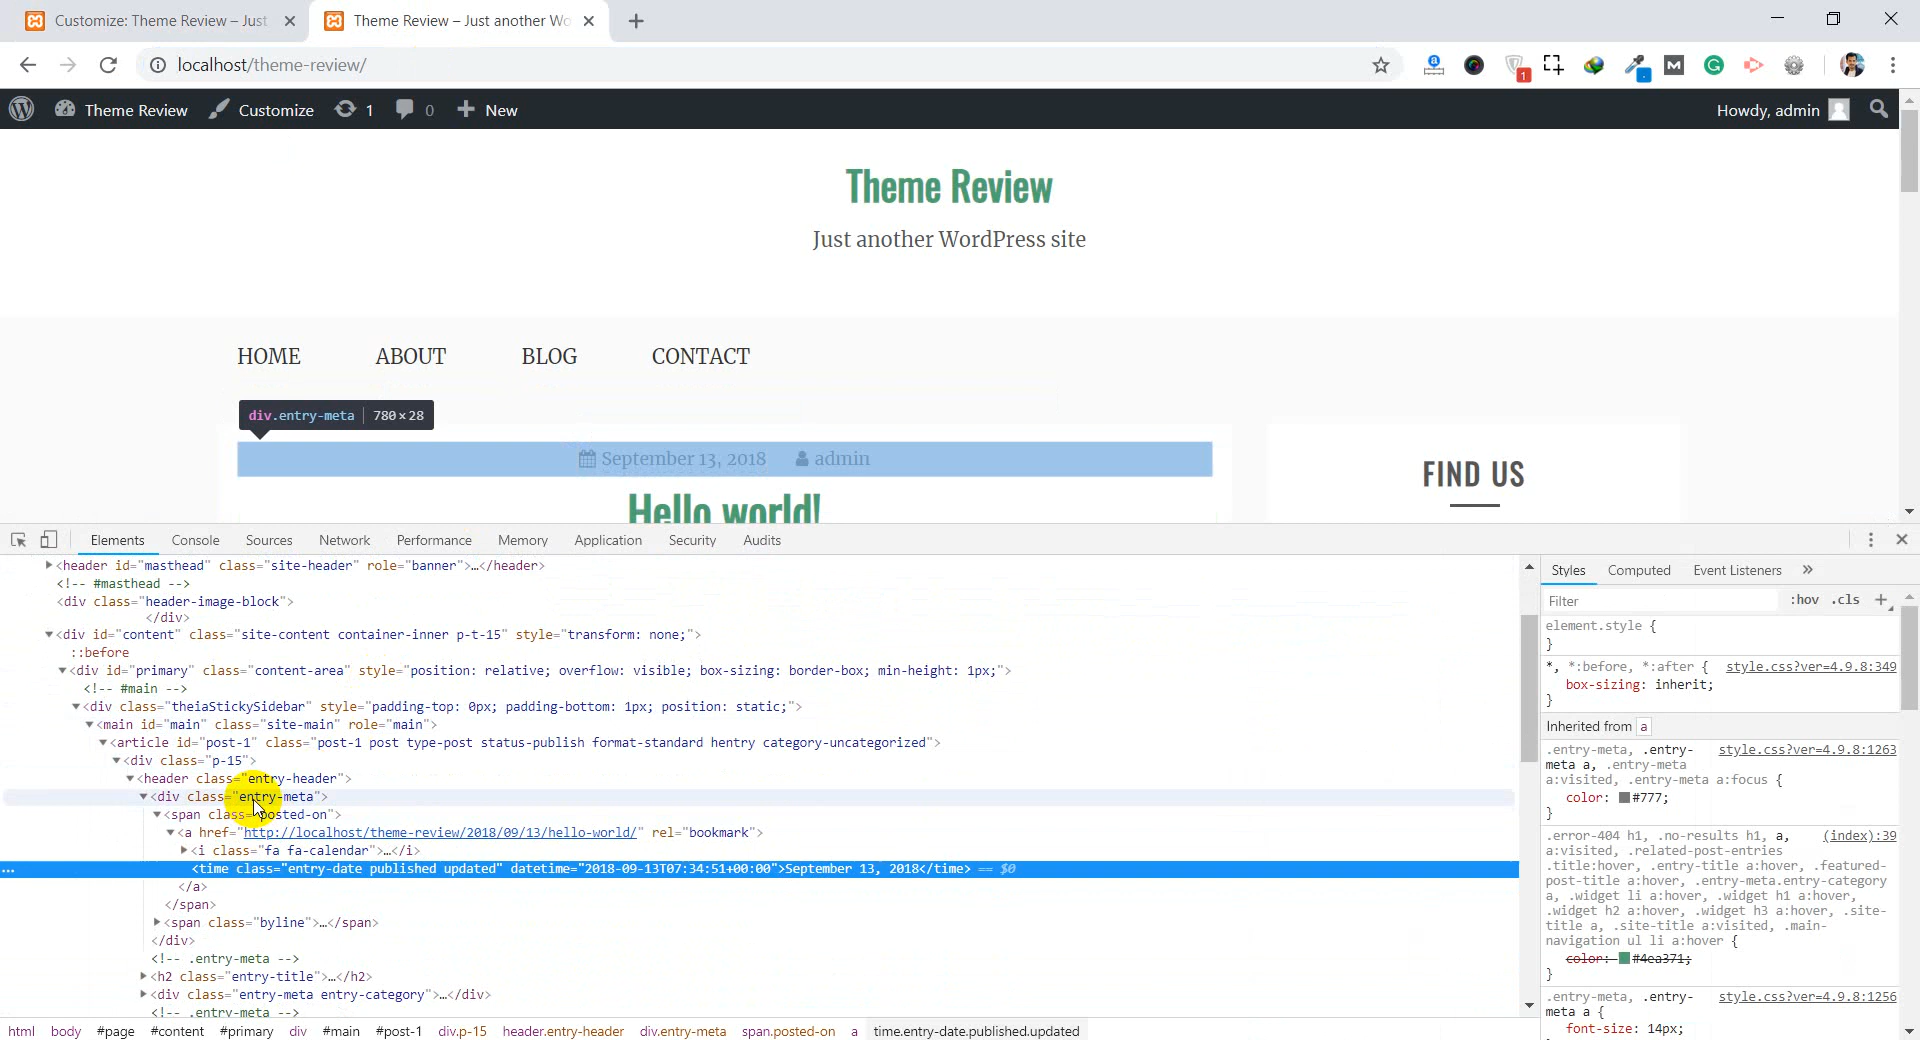 Customize: Theme Review – Just
Theme Review – Just another Wo
localhost/theme-review/
1
Theme Review
Customize
1
0
New
Howdy, admin
Theme Review
Just another WordPress site
HOME
ABOUT
BLOG
CONTACT
div.entry-meta
780×28
September 13, 2018
admin
Hello world!
FIND US
Elements
Console
Sources
Network
Performance
Memory
Application
Security
Audits
<header id="masthead" class="site-header" role="banner">…</header>
<!-- #masthead -->
<div class="header-image-block">
</div>
<div id="content" class="site-content container-inner p-t-15" style="transform: none;">
::before
<div id="primary" class="content-area" style="position: relative; overflow: visible; box-sizing: border-box; min-height: 1px;">
<!-- #main -->
<div class="theiaStickySidebar" style="padding-top: 0px; padding-bottom: 1px; position: static;">
<main id="main" class="site-main" role="main">
<article id="post-1" class="post-1 post type-post status-publish format-standard hentry category-uncategorized">
<div class="p-15">
<header class="entry-header">
<div class="entry-meta">
<span class="posted-on">
<a href="http://localhost/theme-review/2018/09/13/hello-world/" rel="bookmark">
<i class="fa fa-calendar">…</i>
… <time class="entry-date published updated" datetime="2018-09-13T07:34:51+00:00">September 13, 2018</time> == $0
</a>
</span>
<span class="byline">…</span>
</div>
<!-- .entry-meta -->
<h2 class="entry-title">…</h2>
<div class="entry-meta entry-category">…</div>
<!-- .entry-meta -->
html body #page #content #primary div #main #post-1 div.p-15 header.entry-header div.entry-meta span.posted-on a time.entry-date.published.updated
Styles
Computed
Event Listeners
»
Filter
:hov .cls +
element.style {
}
*, *:before, *:after { style.css?ver=4.9.8:349
box-sizing: inherit;
}
Inherited from a
.entry-meta, .entry- style.css?ver=4.9.8:1263
meta a, .entry-meta
a:visited, .entry-meta a:focus {
color: #777;
}
.error-404 h1, .no-results h1, a, (index):39
a:visited, .related-post-entries
.title:hover, .entry-title a:hover, .featured-
post-title a:hover, .entry-meta.entry-category
a, .widget li a:hover, .widget h1 a:hover,
.widget h2 a:hover, .widget h3 a:hover, .site-
title a, .site-title a:visited, .main-
navigation ul li a:hover {
color: #4ea371;
}
.entry-meta, .entry- style.css?ver=4.9.8:1256
meta a {
font-size: 14px;